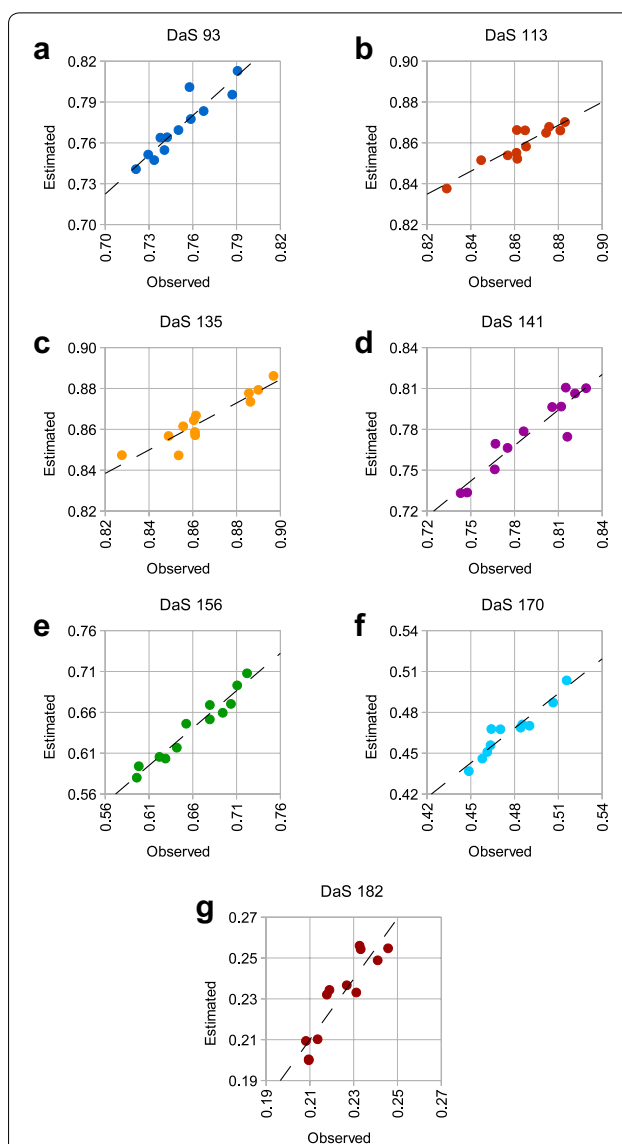 DaS 93
a
0.82
0.79
0.76
0.73
0.70
Estimated
0.70 0.73 0.76 0.79 0.82
Observed
DaS 113
b
0.90
0.88
0.86
0.84
0.82
Estimated
0.82 0.84 0.86 0.88 0.90
Observed
DaS 135
c
0.90
0.88
0.86
0.84
0.82
Estimated
0.82 0.84 0.86 0.88 0.90
Observed
DaS 141
d
0.84
0.81
0.78
0.75
0.72
Estimated
0.72 0.75 0.78 0.81 0.84
Observed
DaS 156
e
0.76
0.71
0.66
0.61
0.56
Estimated
0.56 0.61 0.66 0.71 0.76
Observed
DaS 170
f
0.54
0.51
0.48
0.45
0.42
Estimated
0.42 0.45 0.48 0.51 0.54
Observed
DaS 182
g
0.27
0.25
0.23
0.21
0.19
Estimated
0.19 0.21 0.23 0.25 0.27
Observed